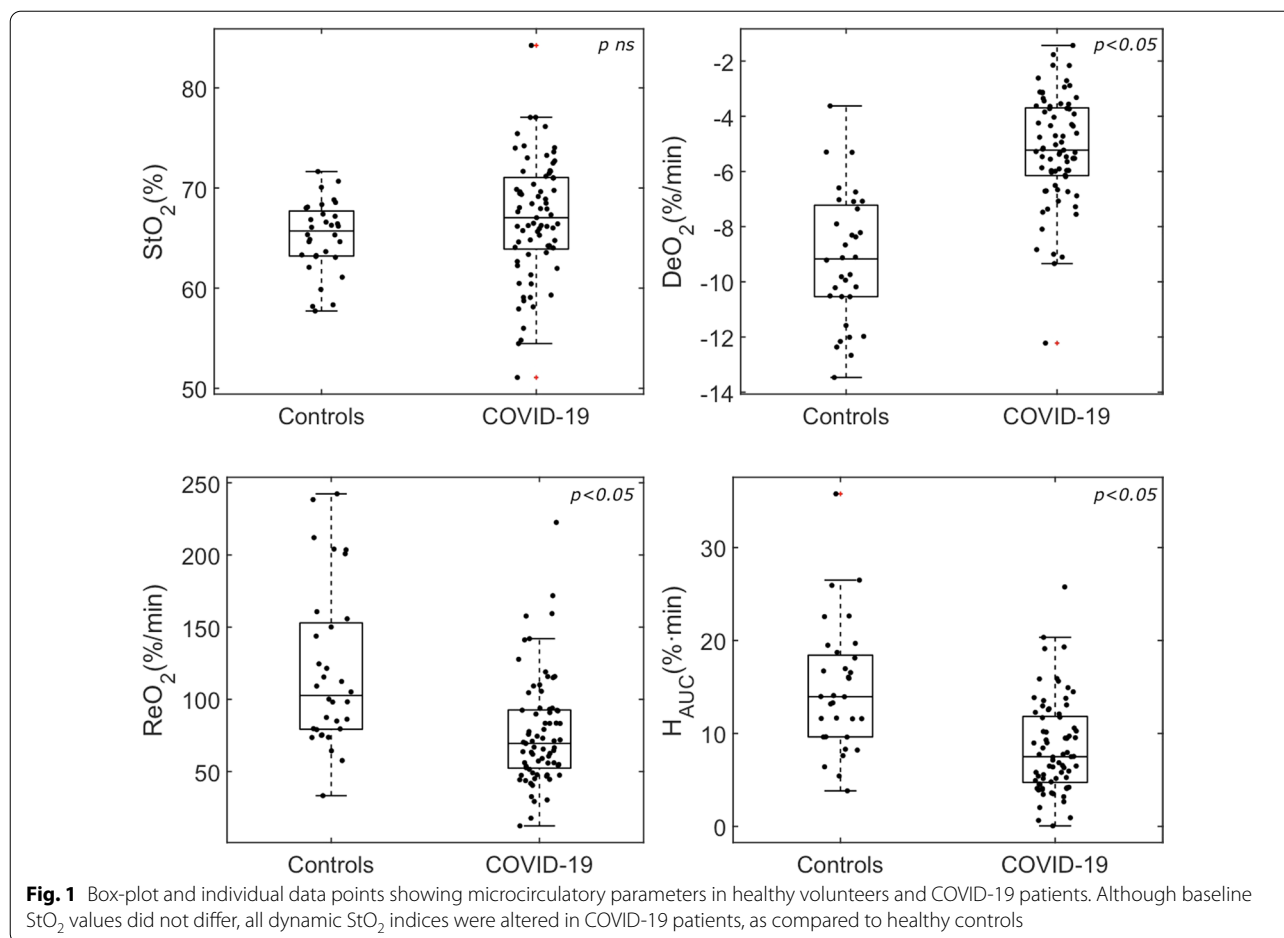 p ns
80
70
60
50
StO₂(%)
Controls COVID-19
p<0.05
-2
-4
-6
-8
-10
-12
-14
DeO₂(%/min)
Controls COVID-19
p<0.05
250
200
150
100
50
ReO₂(%/min)
Controls COVID-19
p<0.05
30
20
10
0
H_AUC(%·min)
Controls COVID-19
Fig. 1 Box-plot and individual data points showing microcirculatory parameters in healthy volunteers and COVID-19 patients. Although baseline
StO₂ values did not differ, all dynamic StO₂ indices were altered in COVID-19 patients, as compared to healthy controls